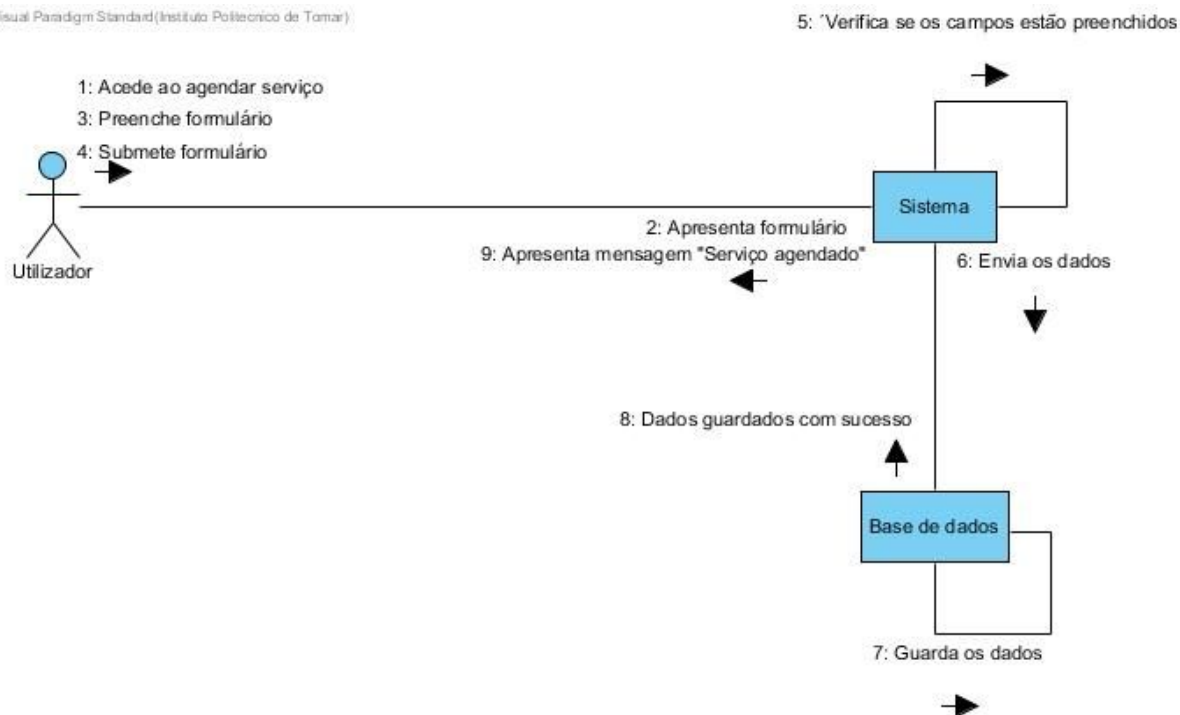 isual Paradigm Standard(Instituto Politecnico de Tomar)
5: ´Verifica se os campos estão preenchidos
1: Acede ao agendar serviço
3: Preenche formulário
4: Submete formulário
Sistema
2: Apresenta formulário
9: Apresenta mensagem "Serviço agendado"
6: Envia os dados
Utilizador
8: Dados guardados com sucesso
Base de dados
7: Guarda os dados